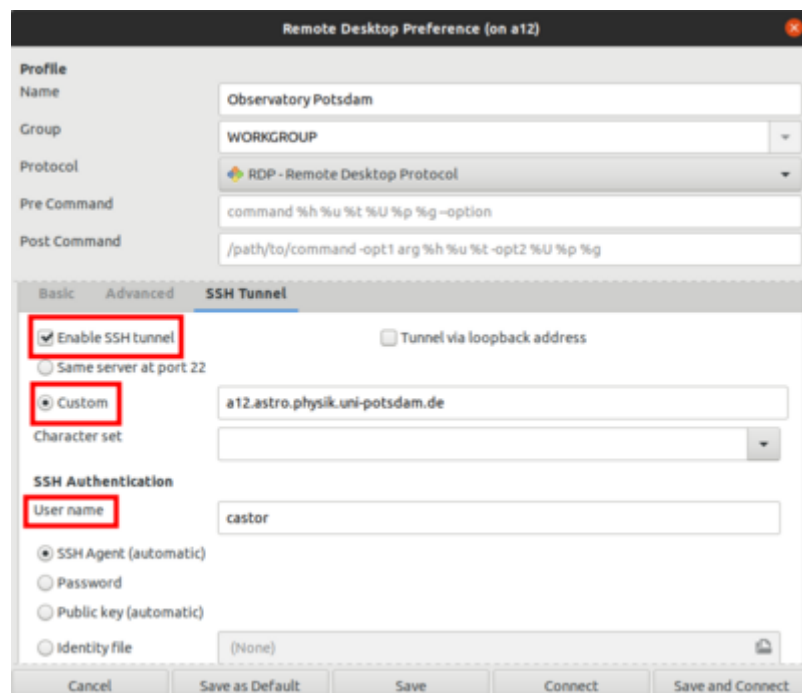 Remote Desktop Preference (on a12)
Profile
Name Observatory Potsdam
Group WORKGROUP
Protocol RDP - Remote Desktop Protocol
Pre Command command %h %u %t %U %p %g --option
Post Command /path/to/command -opt1 arg %h %u %t -opt2 %U %p %g
Basic Advanced SSH Tunnel
Enable SSH tunnel Tunnel via loopback address
Same server at port 22
Custom a12.astro.physik.uni-potsdam.de
Character set
SSH Authentication
User name castor
SSH Agent (automatic)
Password
Public key (automatic)
Identity file (None)
Cancel Save as Default Save Connect Save and Connect